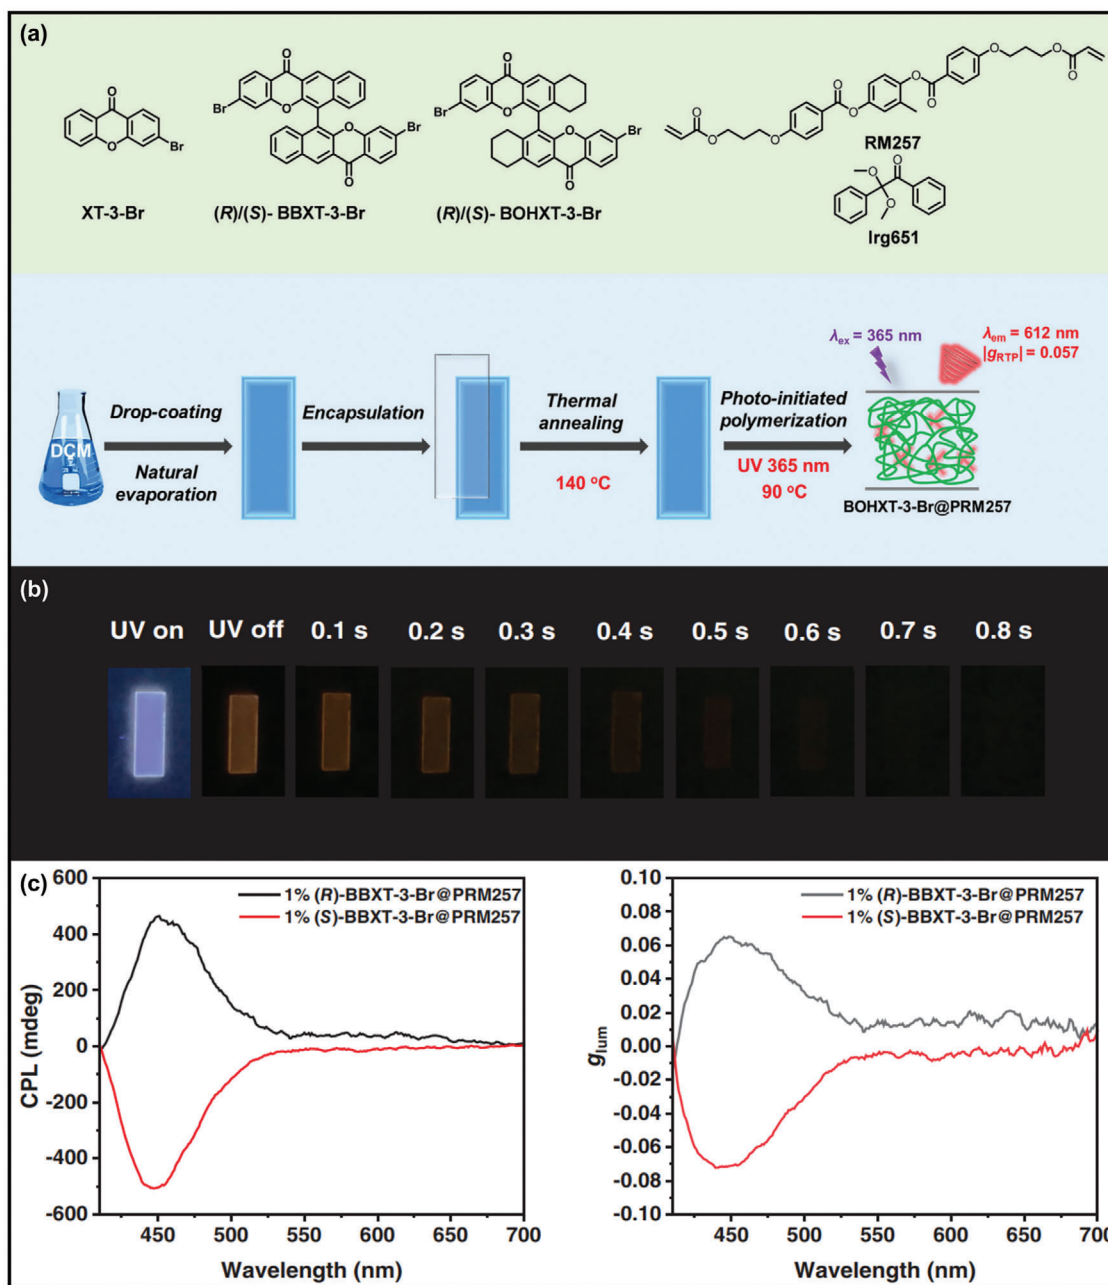 (a)
O
O
Br
XT-3-Br
O
Br
O
O
Br
O
(R)/(S)- BBXT-3-Br
O
Br
O
O
Br
O
(R)/(S)- BOHXT-3-Br
O
O
O
O
O
O
O
O
O
O
RM257
O
O
O
Irg651
DCM
Drop-coating
Natural
evaporation
Encapsulation
Thermal
annealing
140 °C
Photo-initiated
polymerization
UV 365 nm
90 °C
λex = 365 nm
λem = 612 nm
|gRTP| = 0.057
BOHXT-3-Br@PRM257
(b)
UV on UV off 0.1 s 0.2 s 0.3 s 0.4 s 0.5 s 0.6 s 0.7 s 0.8 s
(c)
1% (R)-BBXT-3-Br@PRM257
1% (S)-BBXT-3-Br@PRM257
CPL (mdeg)
600
400
200
0
-200
-400
-600
450 500 550 600 650 700
Wavelength (nm)
1% (R)-BBXT-3-Br@PRM257
1% (S)-BBXT-3-Br@PRM257
glum
0.10
0.08
0.06
0.04
0.02
0.00
-0.02
-0.04
-0.06
-0.08
-0.10
450 500 550 600 650 700
Wavelength (nm)